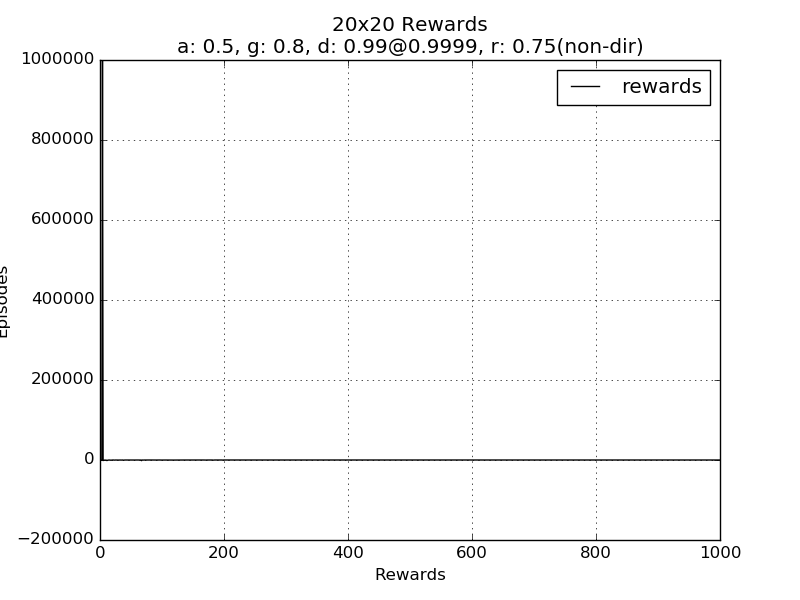 20x20 Rewards
a: 0.5, g: 0.8, d: 0.99@0.9999, r: 0.75(non-dir)
rewards
1000000
800000
600000
400000
200000
0
−200000
Episodes
0 200 400 600 800 1000
Rewards